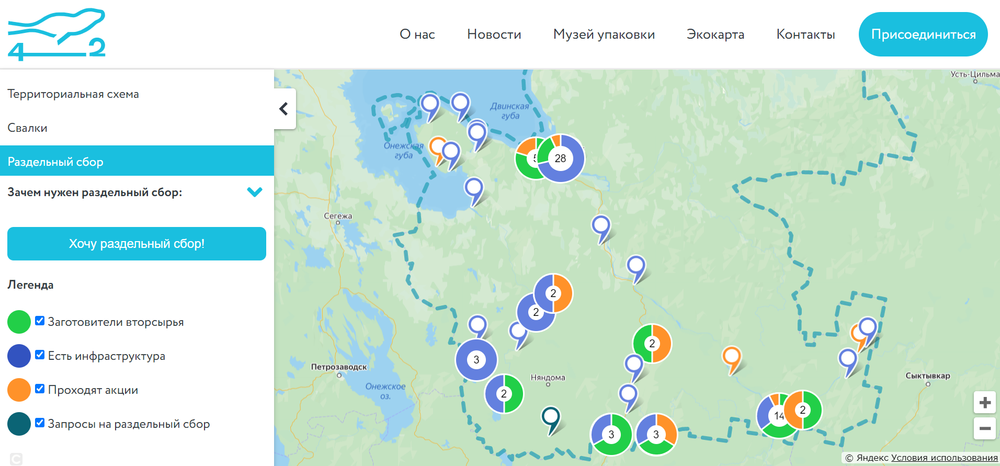 4 2
О нас
Новости
Музей упаковки
Экокарта
Контакты
Присоединиться
Территориальная схема
Свалки
Раздельный сбор
Зачем нужен раздельный сбор:
Хочу раздельный сбор!
Легенда
Заготовители вторсырья
Есть инфраструктура
Проходят акции
Запросы на раздельный сбор
C
Усть-Цильма
Двинская
губа
Онежская
губа
5
28
Сегежа
2
2
3
2
Петрозаводск
Няндома
Онежское
оз.
2
Сыктывкар
14
2
3
3
© Яндекс Условия использования